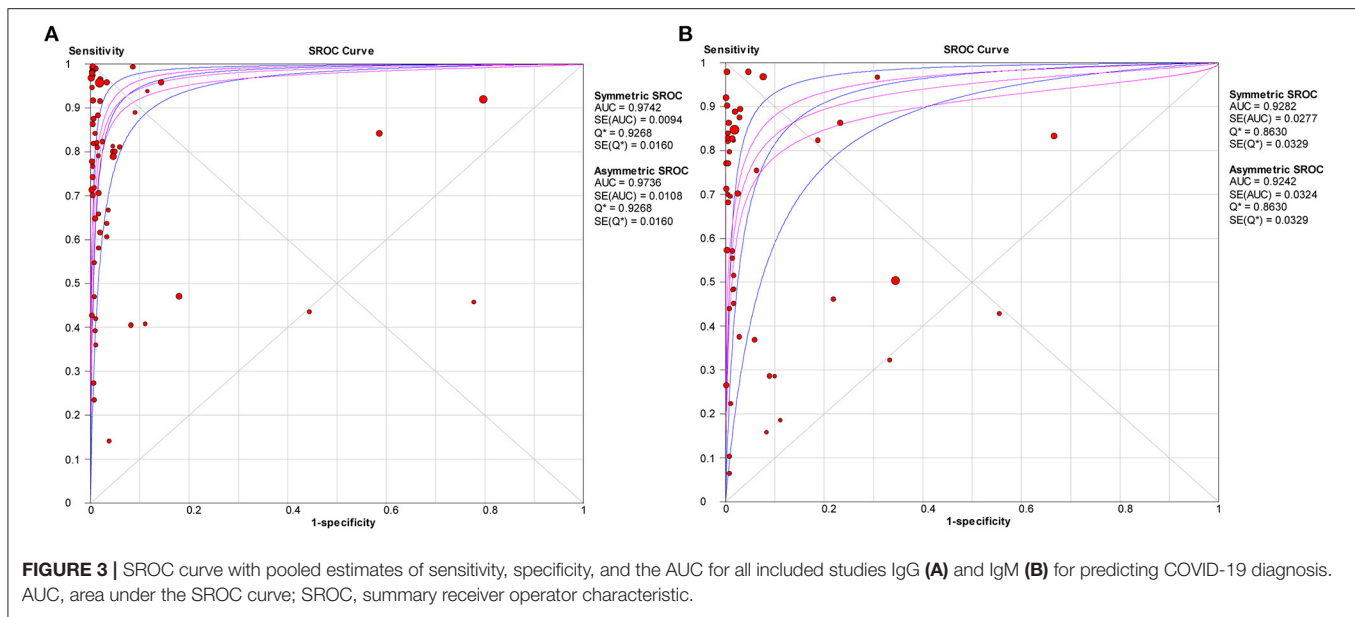 A
Sensitivity
SROC Curve
1
0.9
0.8
0.7
0.6
0.5
0.4
0.3
0.2
0.1
0
0
0.2
0.4
0.6
0.8
1
1-specificity
Symmetric SROC
AUC = 0.9742
SE(AUC) = 0.0094
Q* = 0.9268
SE(Q*) = 0.0160
Asymmetric SROC
AUC = 0.9736
SE(AUC) = 0.0108
Q* = 0.9268
SE(Q*) = 0.0160
B
Sensitivity
SROC Curve
1
0.9
0.8
0.7
0.6
0.5
0.4
0.3
0.2
0.1
0
0
0.2
0.4
0.6
0.8
1
1-specificity
Symmetric SROC
AUC = 0.9282
SE(AUC) = 0.0277
Q* = 0.8630
SE(Q*) = 0.0329
Asymmetric SROC
AUC = 0.9242
SE(AUC) = 0.0324
Q* = 0.8630
SE(Q*) = 0.0329
FIGURE 3 | SROC curve with pooled estimates of sensitivity, specificity, and the AUC for all included studies IgG (A) and IgM (B) for predicting COVID-19 diagnosis.
AUC, area under the SROC curve; SROC, summary receiver operator characteristic.